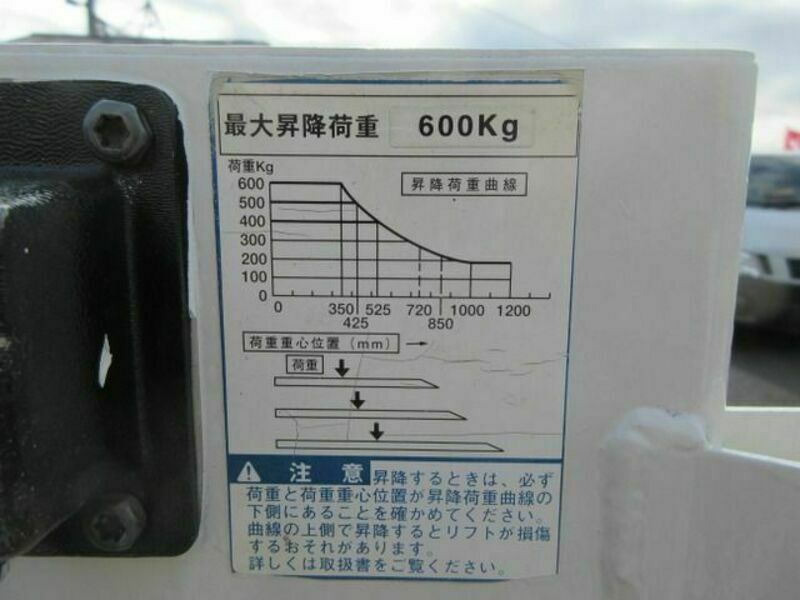 最大昇降荷重 600Kg
荷重Kg
昇降荷重曲線
600
500
400
300
200
100
0
0 350 525 720 1000 1200
425 850
荷重重心位置(mm) →
荷重
注意 昇降するときは、必ず
荷重と荷重重心位置が昇降荷重曲線の
下側にあることを確かめてください。
曲線の上側で昇降するとリフトが損傷
するおそれがあります。
詳しくは取扱書をご覧ください。